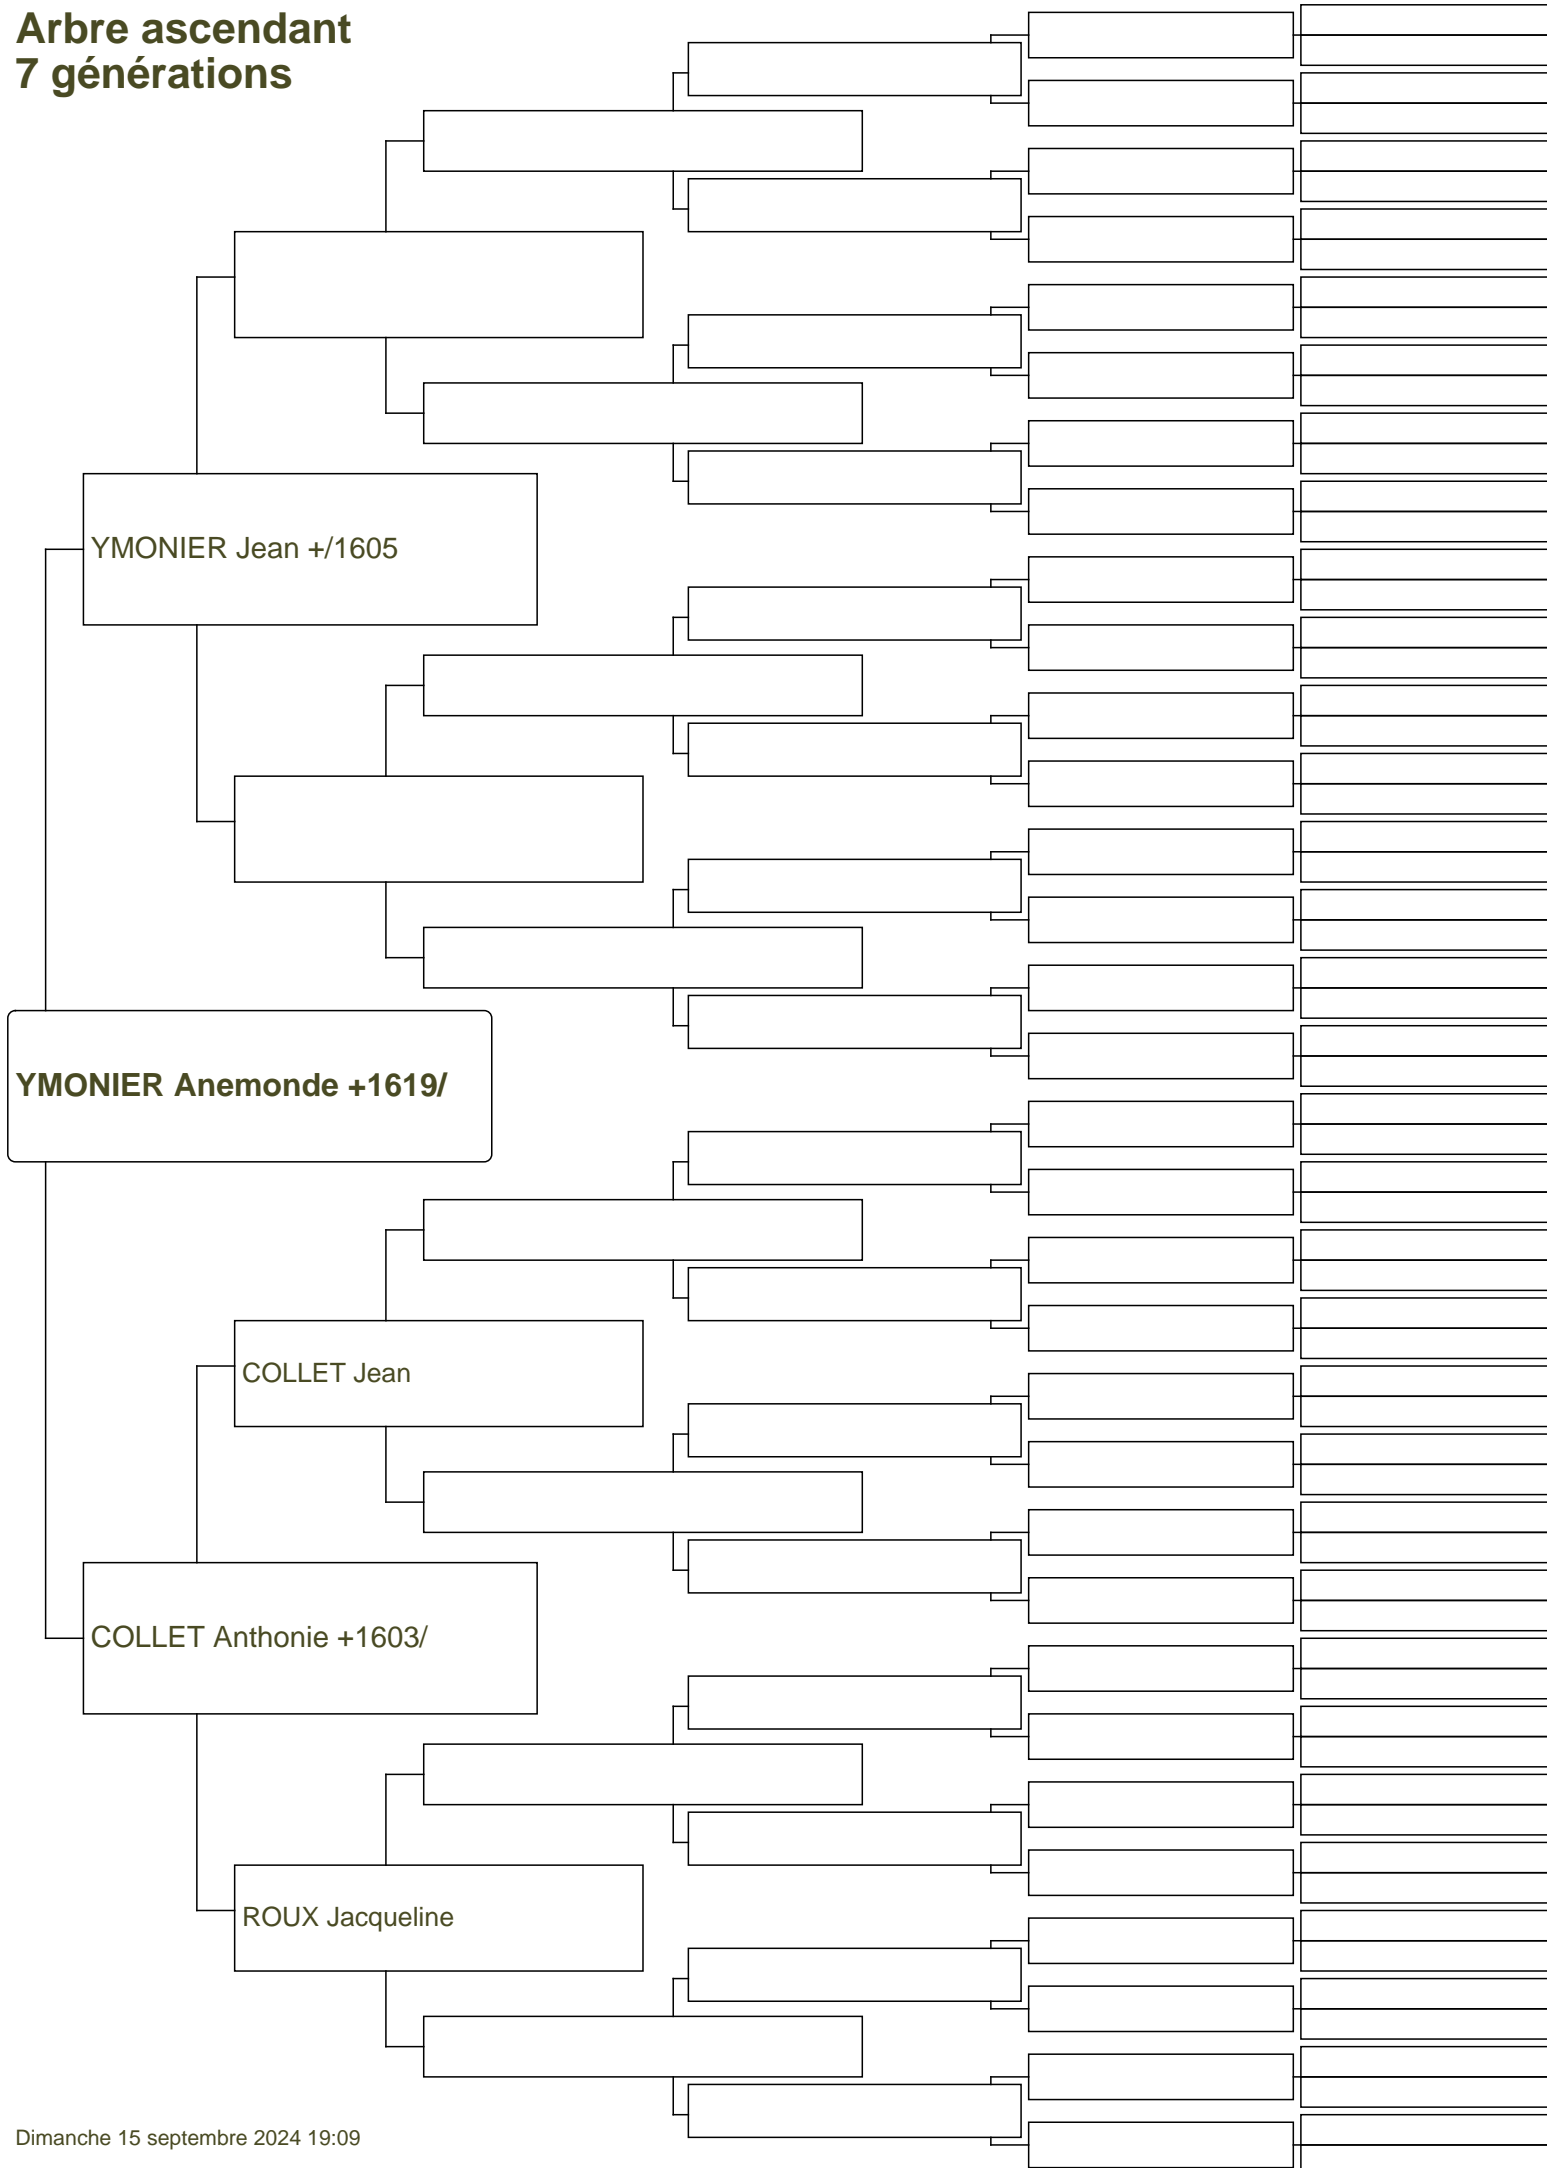 Arbre ascendant
7 générations
YMONIER Jean +/1605
YMONIER Anemonde +1619/
COLLET Jean
COLLET Anthonie +1603/
ROUX Jacqueline
Dimanche 15 septembre 2024 19:09